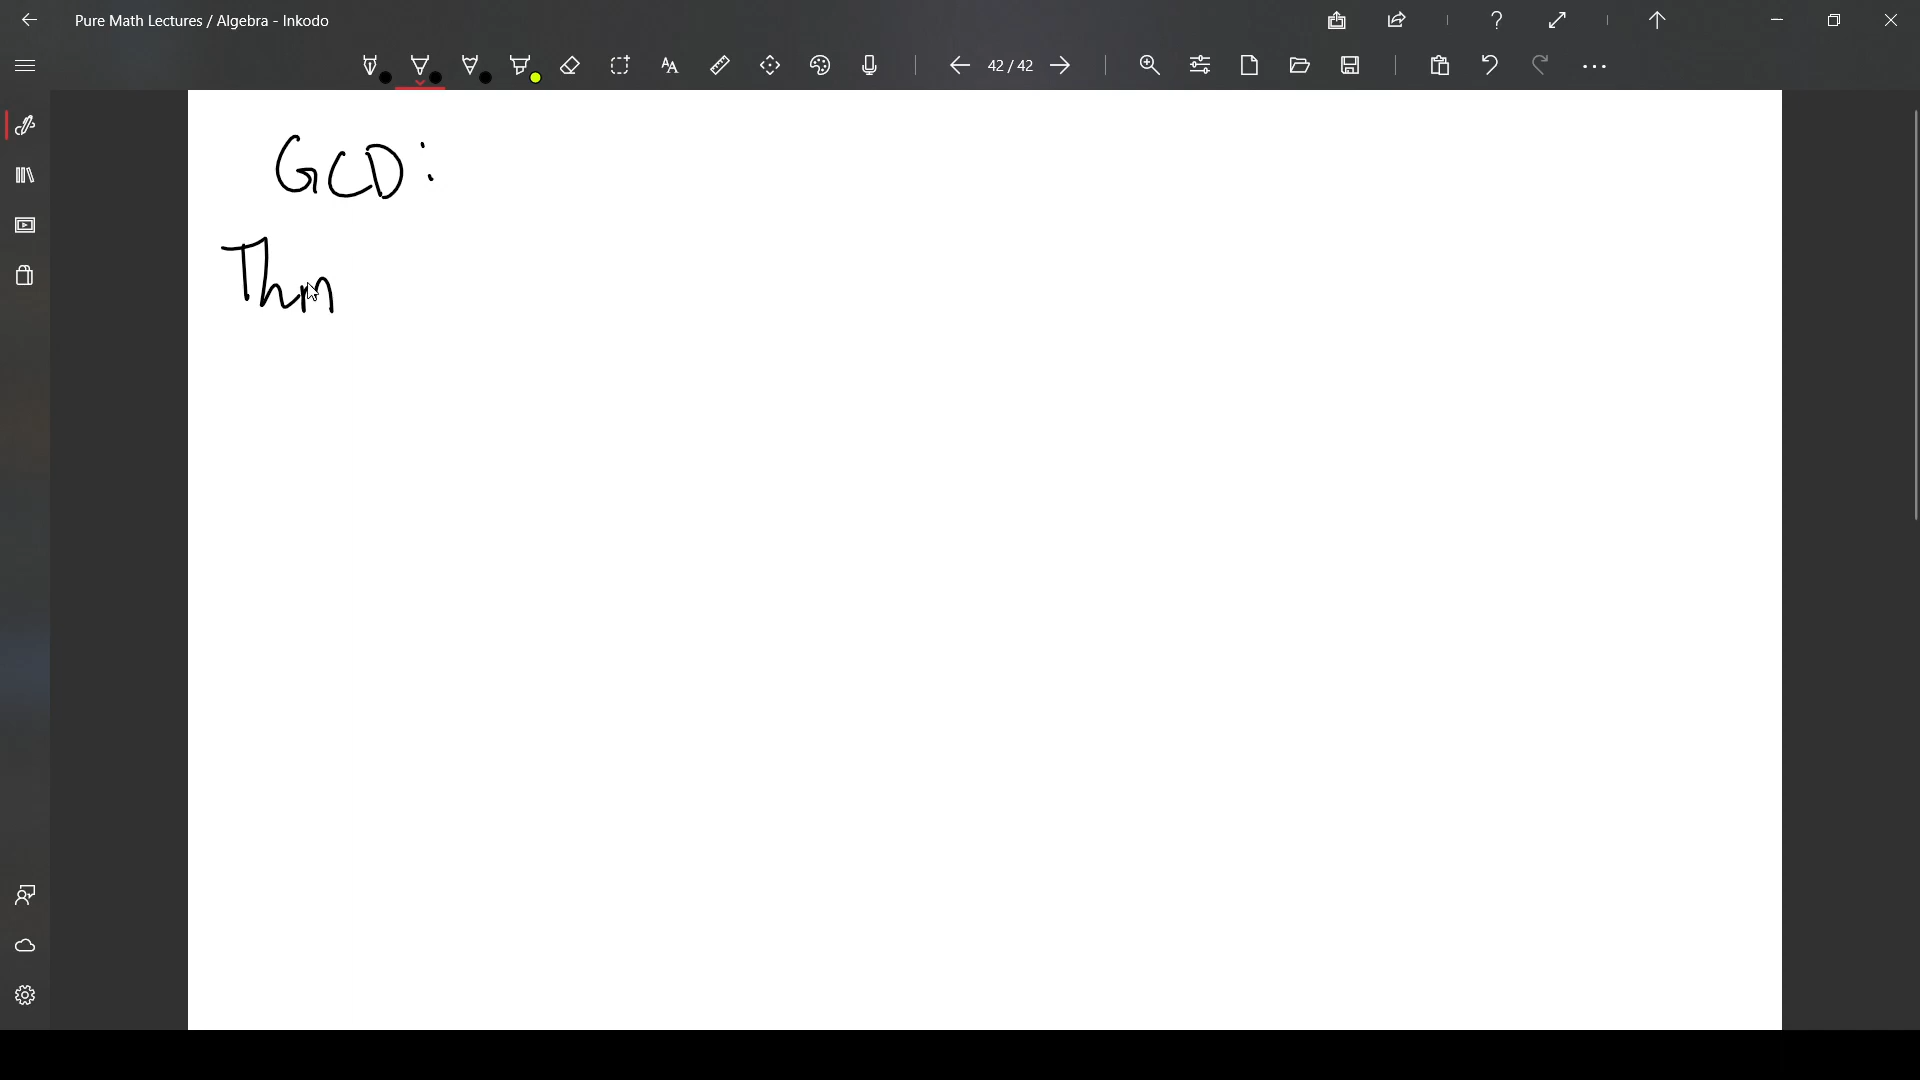 Pure Math Lectures / Algebra - Inkodo
42 / 42
GCD:
Thm